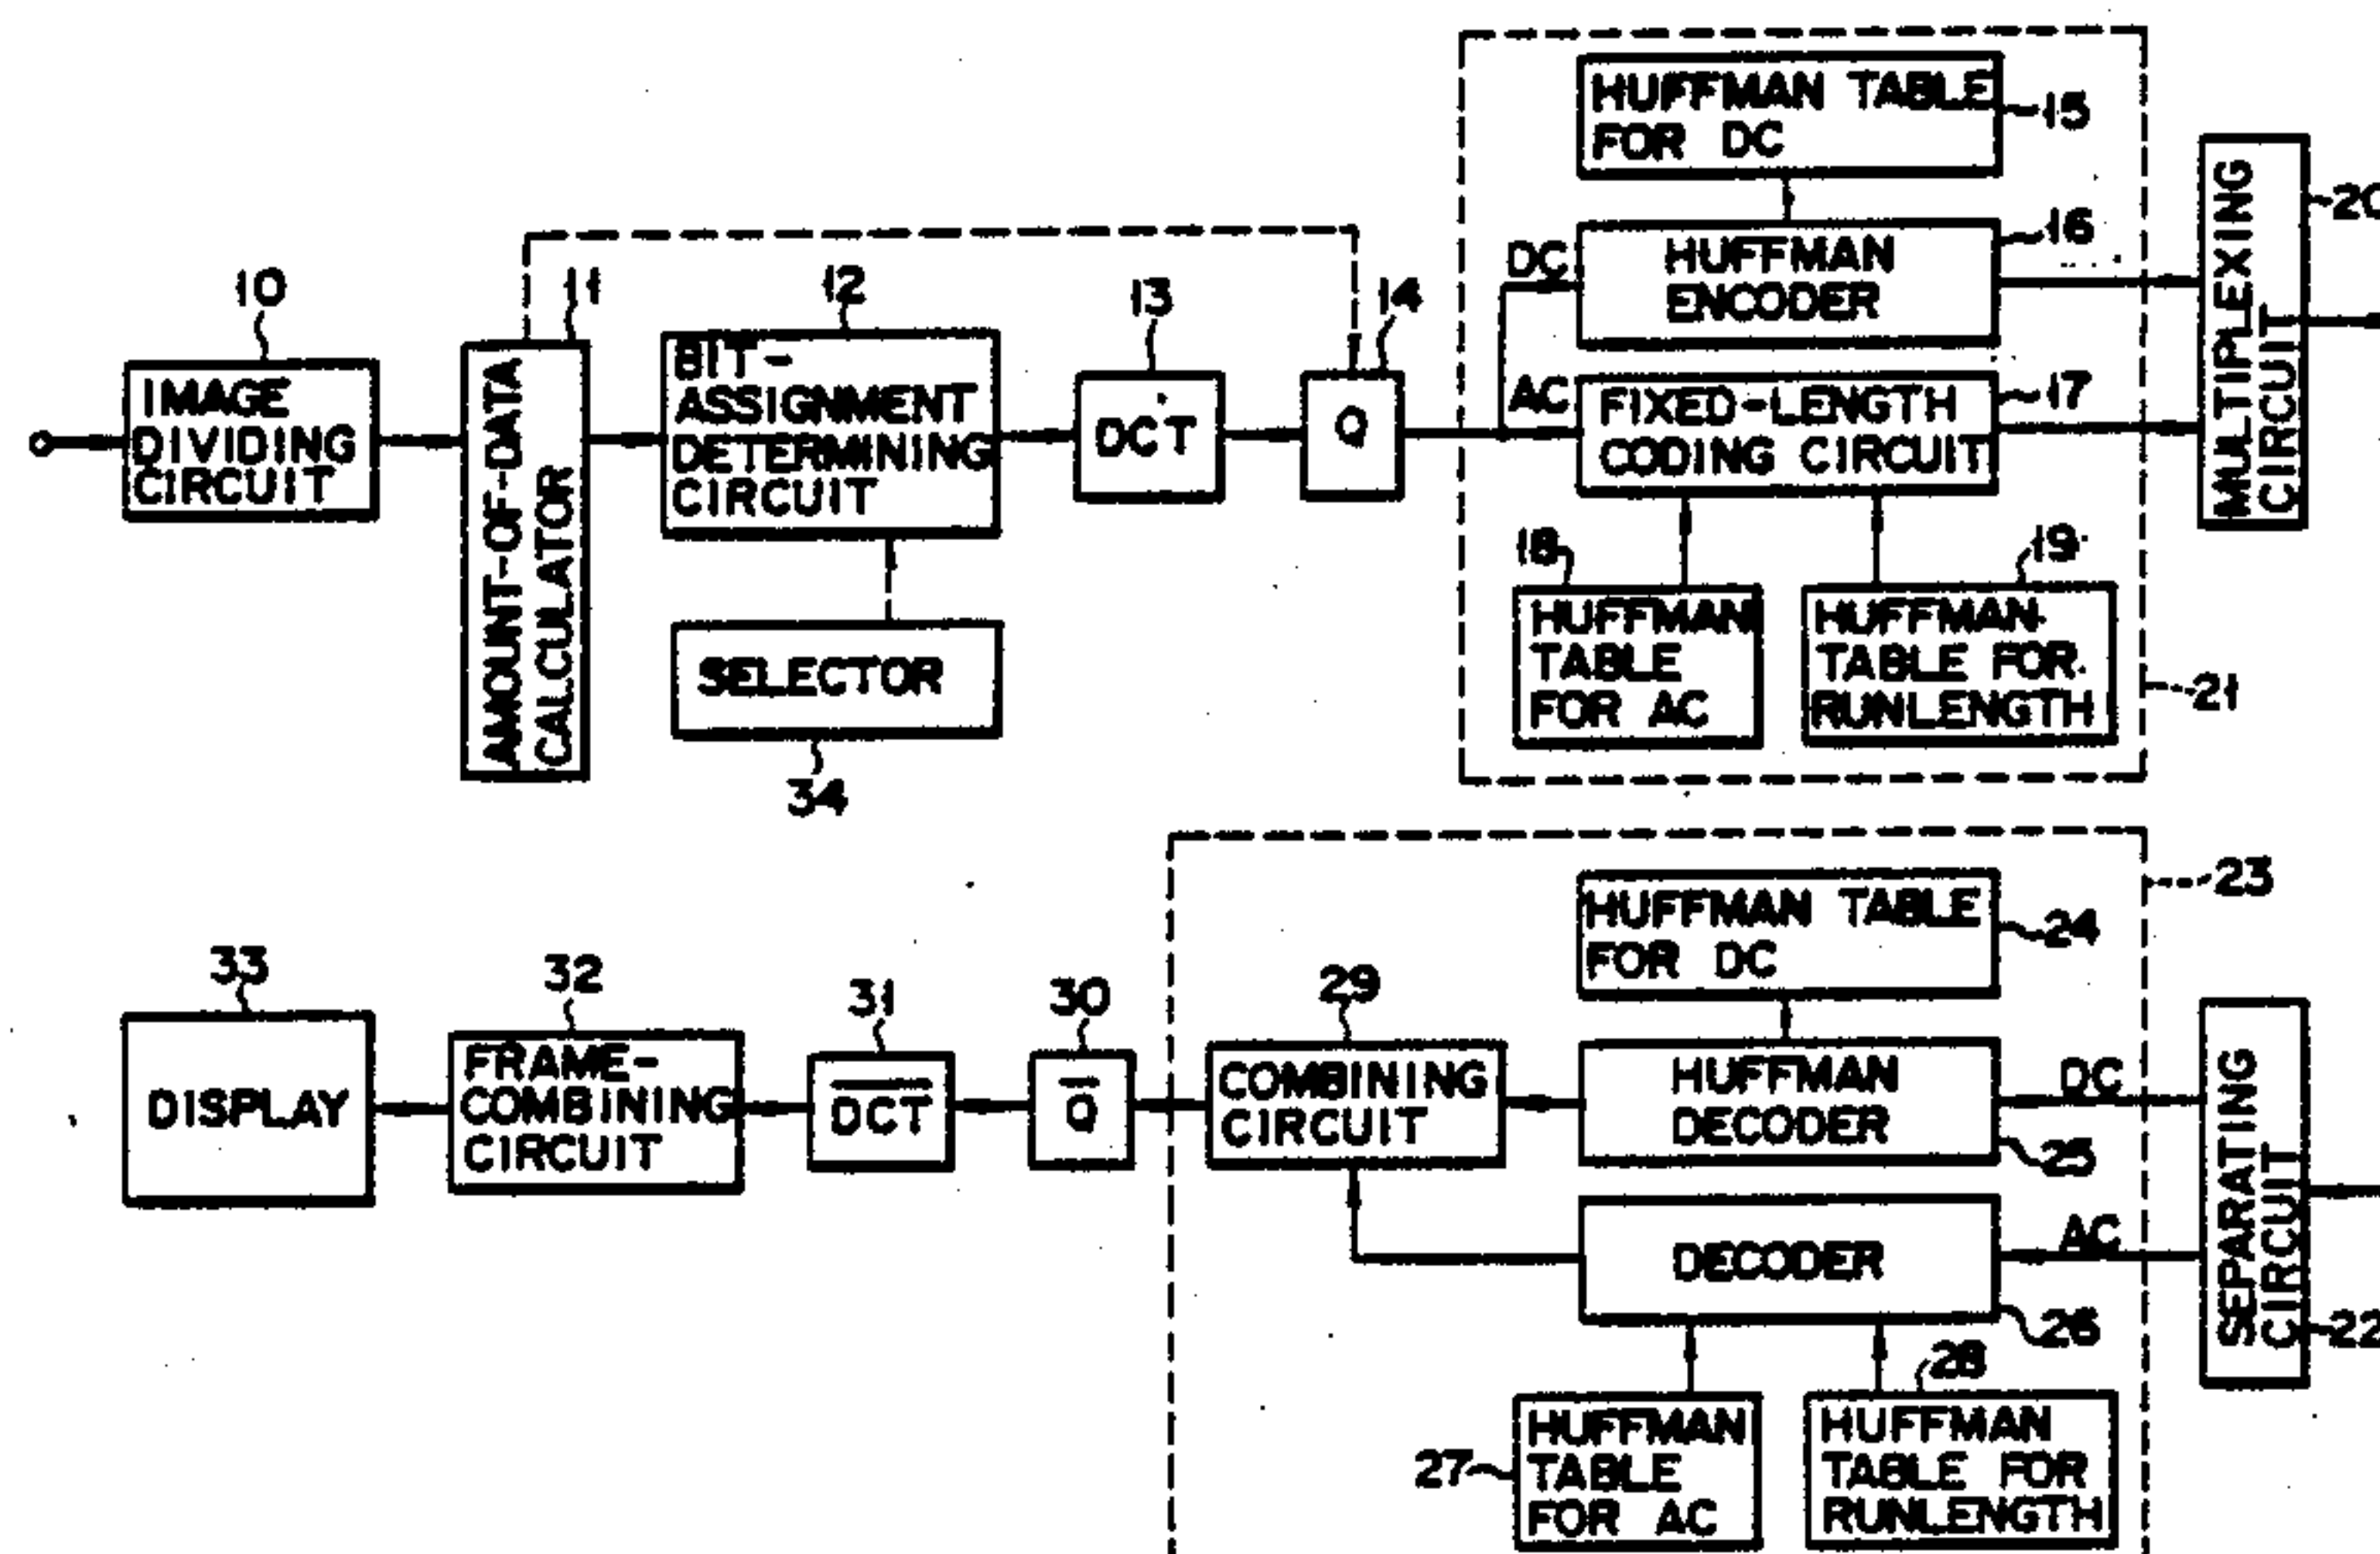 HUFFMAN TABLE
FOR DC
15
20
10
11
12
13
14
DC
HUFFMAN
ENCODER
16
MULTIPLEXING
CIRCUIT
IMAGE
DIVIDING
CIRCUIT
AMOUNT-OF-DATA
CALCULATOR
BIT-
ASSIGNMENT
DETERMINING
CIRCUIT
DCT
Q
AC
FIXED-LENGTH
CODING CIRCUIT
17
18
19
SELECTOR
34
HUFFMAN
TABLE
FOR AC
HUFFMAN
TABLE FOR
RUNLENGTH
21
23
HUFFMAN TABLE
FOR DC
24
33
32
31
30
29
DISPLAY
FRAME-
COMBINING
CIRCUIT
DCT
Q
COMBINING
CIRCUIT
HUFFMAN
DECODER
DC
25
SEPARATING
CIRCUIT
22
DECODER
AC
26
28
27
HUFFMAN
TABLE
FOR AC
HUFFMAN
TABLE FOR
RUNLENGTH